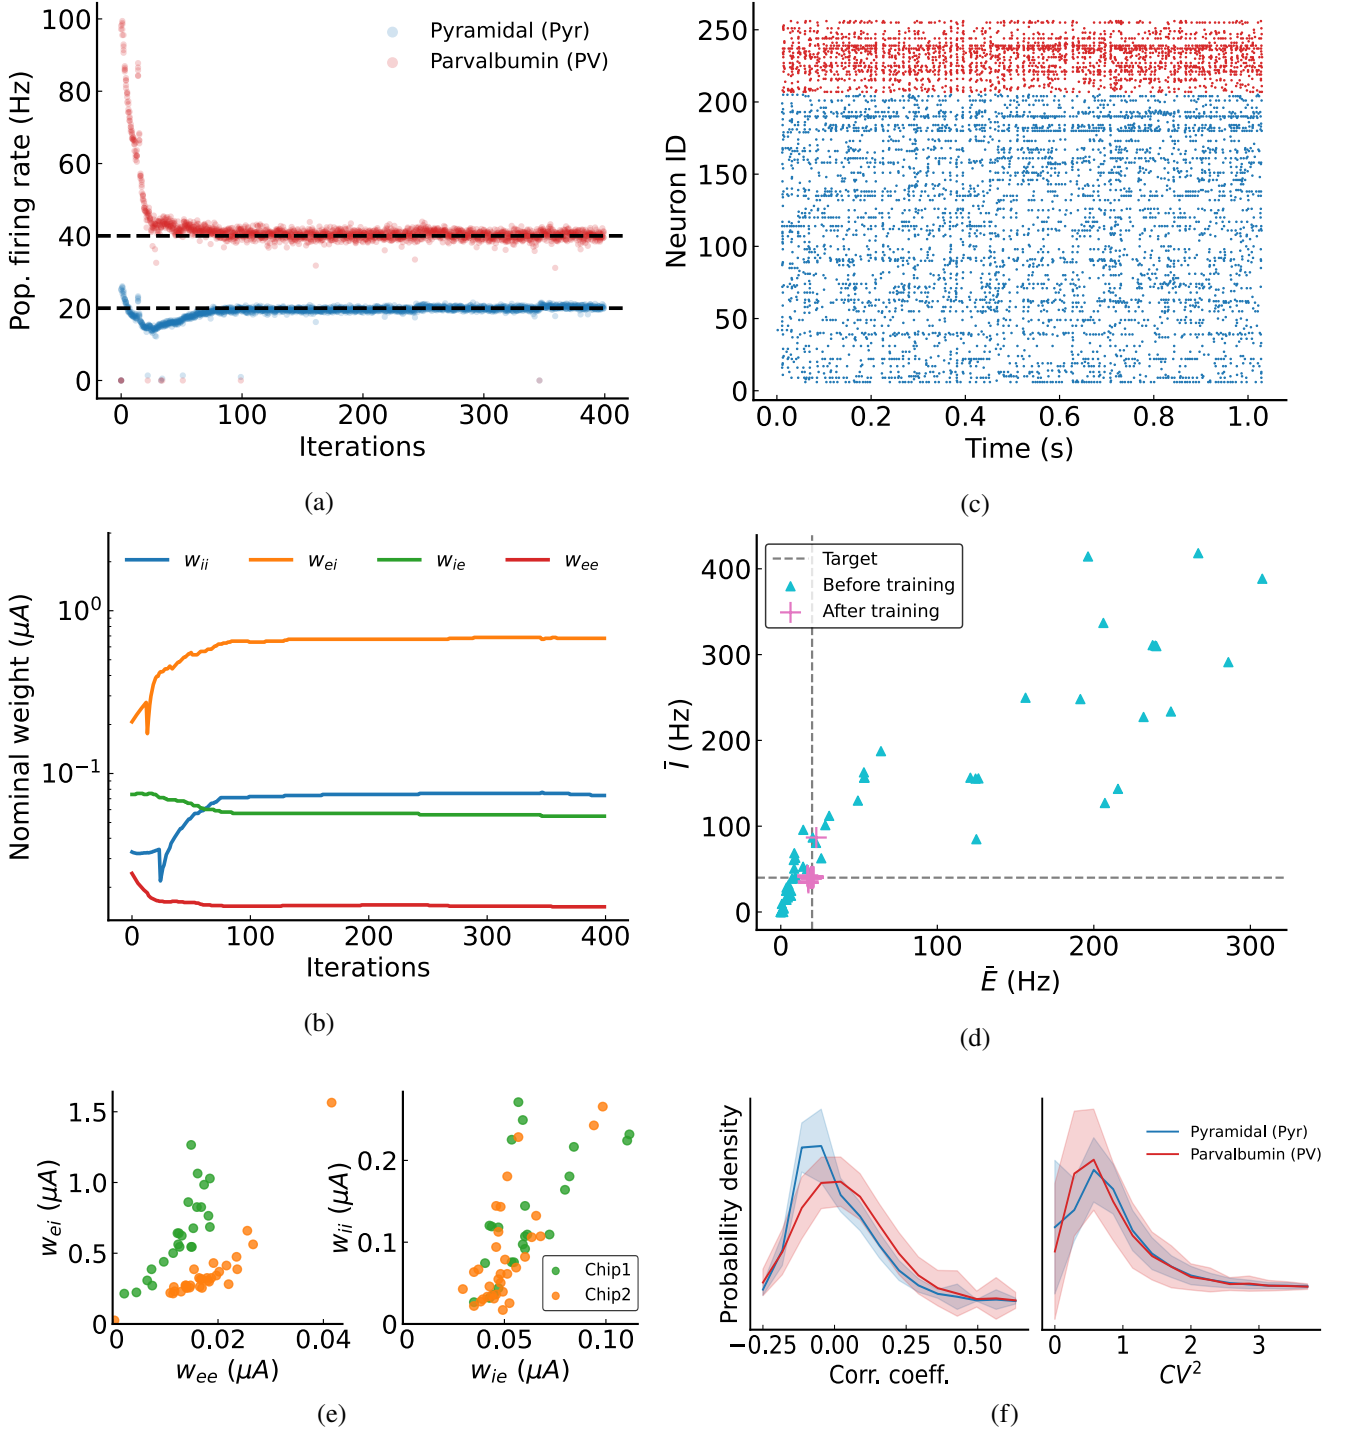 100
80
60
40
20
0
Pop. firing rate (Hz)
Pyramidal (Pyr)
Parvalbumin (PV)
0 100 200 300 400
Iterations
(a)
250
200
150
100
50
0
Neuron ID
0.0 0.2 0.4 0.6 0.8 1.0
Time (s)
(c)
w_ii w_ei w_ie w_ee
10^0
10^−1
Nominal weight (μA)
0 100 200 300 400
Iterations
(b)
Target
Before training
After training
400
300
200
100
0
Ī (Hz)
0 100 200 300
Ē (Hz)
(d)
1.5
1.0
0.5
0
w_ei (μA)
0.00 0.02 0.04
w_ee (μA)
0.2
0.1
0
w_ii (μA)
Chip1
Chip2
0 0.05 0.10
w_ie (μA)
(e)
Probability density
−0.25 0.00 0.25 0.50
Corr. coeff.
Pyramidal (Pyr)
Parvalbumin (PV)
0 1 2 3
CV²
(f)